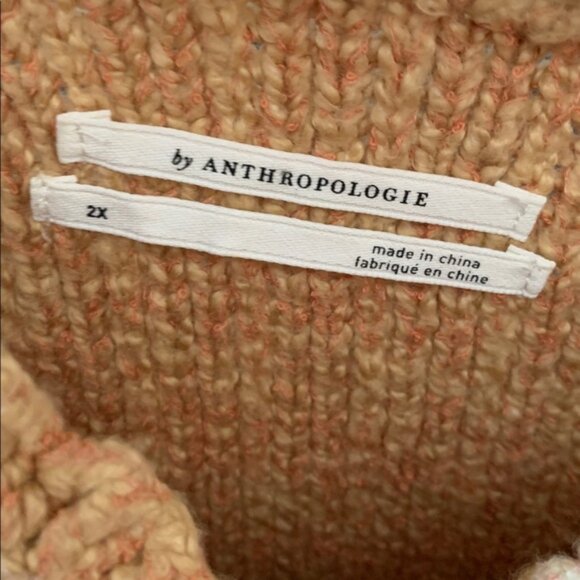 by ANTHROPOLOGIE
2X
made in china
fabriqué en chine